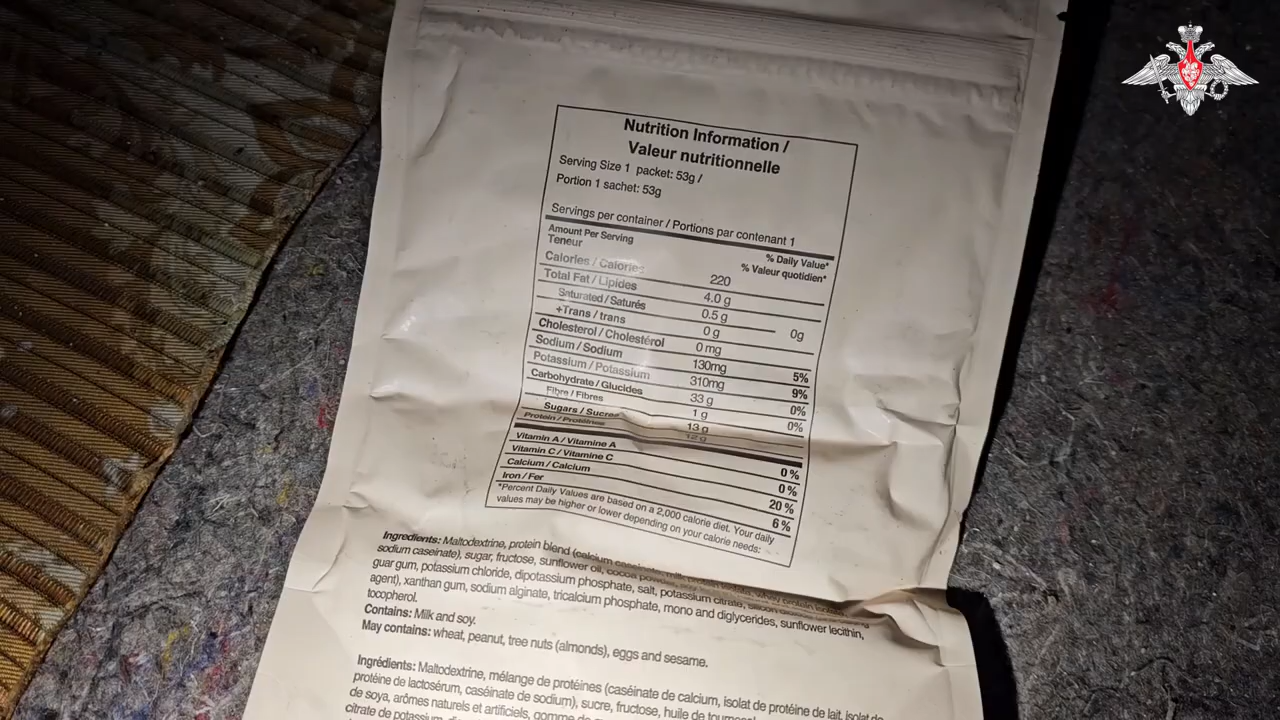 Nutrition Information /
Valeur nutritionnelle
Serving Size 1 packet: 53g /
Portion 1 sachet: 53g
Servings per container / Portions par contenant 1
Amount Per Serving
Teneur
% Daily Value*
% Valeur quotidien*
Calories / Calories 220
Total Fat / Lipides 4.0 g
Saturated / Saturés 0.5 g
+Trans / trans 0 g 0g
Cholesterol / Cholestérol 0 mg
Sodium / Sodium 130mg 5%
Potassium / Potassium 310mg 9%
Carbohydrate / Glucides 33 g 0%
Fibre / Fibres 1 g 0%
Sugars / Sucres 13 g
Protein / Protéines 12 g
Vitamin A / Vitamine A 0 %
Vitamin C / Vitamine C 0 %
Calcium / Calcium 20 %
Iron / Fer 6 %
*Percent Daily Values are based on a 2,000 calorie diet. Your daily
values may be higher or lower depending on your calorie needs:
Ingredients: Maltodextrine, protein blend (calcium
sodium caseinate), sugar, fructose, sunflower oil, cocoa powder,
guar gum, potassium chloride, dipotassium phosphate, salt, potassium citrate,
agent), xanthan gum, sodium alginate, tricalcium phosphate, mono and diglycerides, sunflower lecithin,
tocopherol.
Contains: Milk and soy.
May contains: wheat, peanut, tree nuts (almonds), eggs and sesame.
Ingrédients: Maltodextrine, mélange de protéines (caséinate de calcium, isolat de protéine de lait, isolat de
protéine de lactosérum, caséinate de sodium), sucre, fructose, huile de
de soya, arômes naturels et artificiels, gomme de
citrate de potassium,